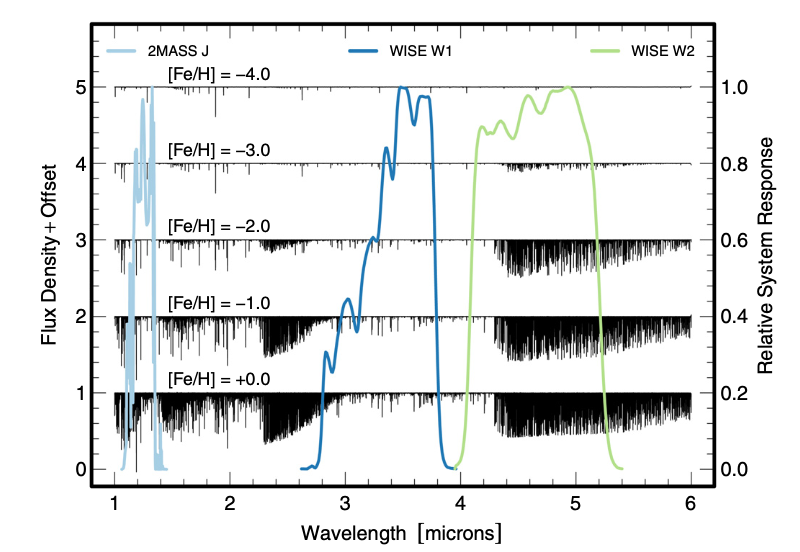 2MASS J WISE W1 WISE W2
[Fe/H] = −4.0
5 1.0
[Fe/H] = −3.0
4 0.8
[Fe/H] = −2.0
3 0.6
[Fe/H] = −1.0
2 0.4
[Fe/H] = +0.0
1 0.2
0 0.0
1 2 3 4 5 6
Wavelength [microns]
Flux Density + Offset
Relative System Response